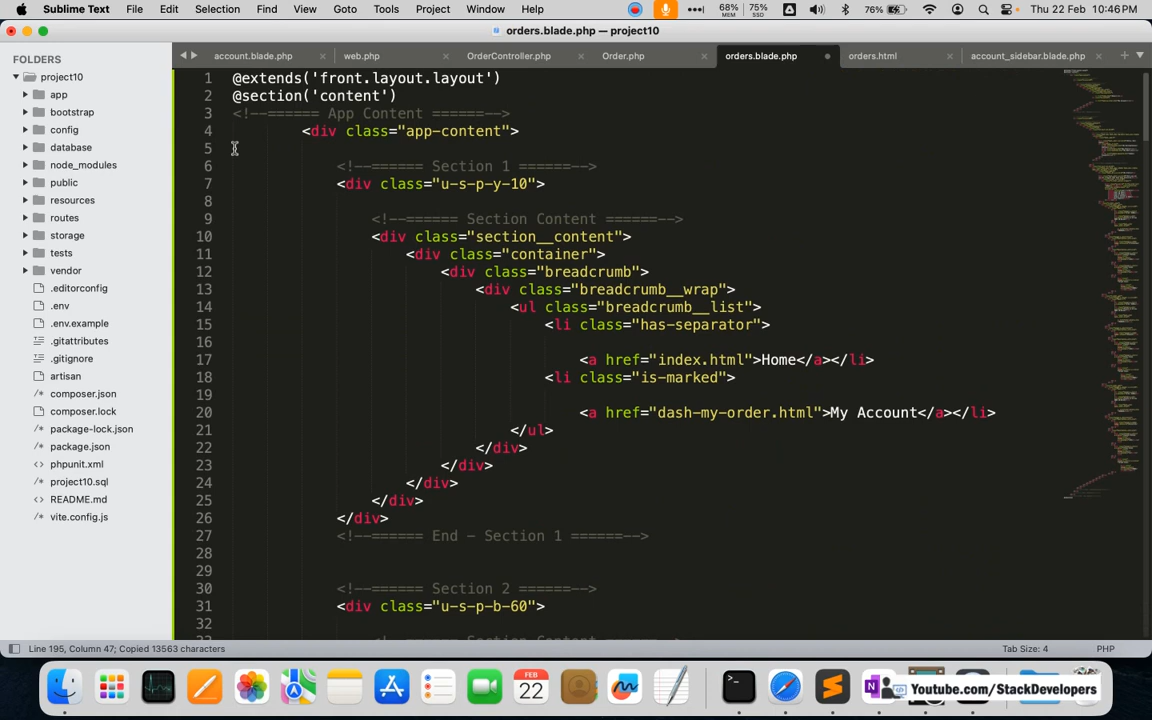 Sublime Text File Edit Selection Find View Goto Tools Project Window Help 68% MEM 75% SSD 76% Thu 22 Feb 10:46 PM
orders.blade.php — project10
FOLDERS
project10
app
bootstrap
config
database
node_modules
public
resources
routes
storage
tests
vendor
.editorconfig
.env
.env.example
.gitattributes
.gitignore
artisan
composer.json
composer.lock
package-lock.json
package.json
phpunit.xml
project10.sql
README.md
vite.config.js
account.blade.php web.php OrderController.php Order.php orders.blade.php orders.html account_sidebar.blade.php
1 @extends('front.layout.layout')
2 @section('content')
3 <!--====== App Content ======-->
4 <div class="app-content">
5
6 <!--====== Section 1 ======-->
7 <div class="u-s-p-y-10">
8
9 <!--====== Section Content ======-->
10 <div class="section__content">
11 <div class="container">
12 <div class="breadcrumb">
13 <div class="breadcrumb__wrap">
14 <ul class="breadcrumb__list">
15 <li class="has-separator">
16
17 <a href="index.html">Home</a></li>
18 <li class="is-marked">
19
20 <a href="dash-my-order.html">My Account</a></li>
21 </ul>
22 </div>
23 </div>
24 </div>
25 </div>
26 </div>
27 <!--====== End - Section 1 ======-->
28
29
30 <!--====== Section 2 ======-->
31 <div class="u-s-p-b-60">
32
Line 195, Column 47; Copied 13563 characters Tab Size: 4 PHP
FEB
22
Youtube.com/StackDevelopers